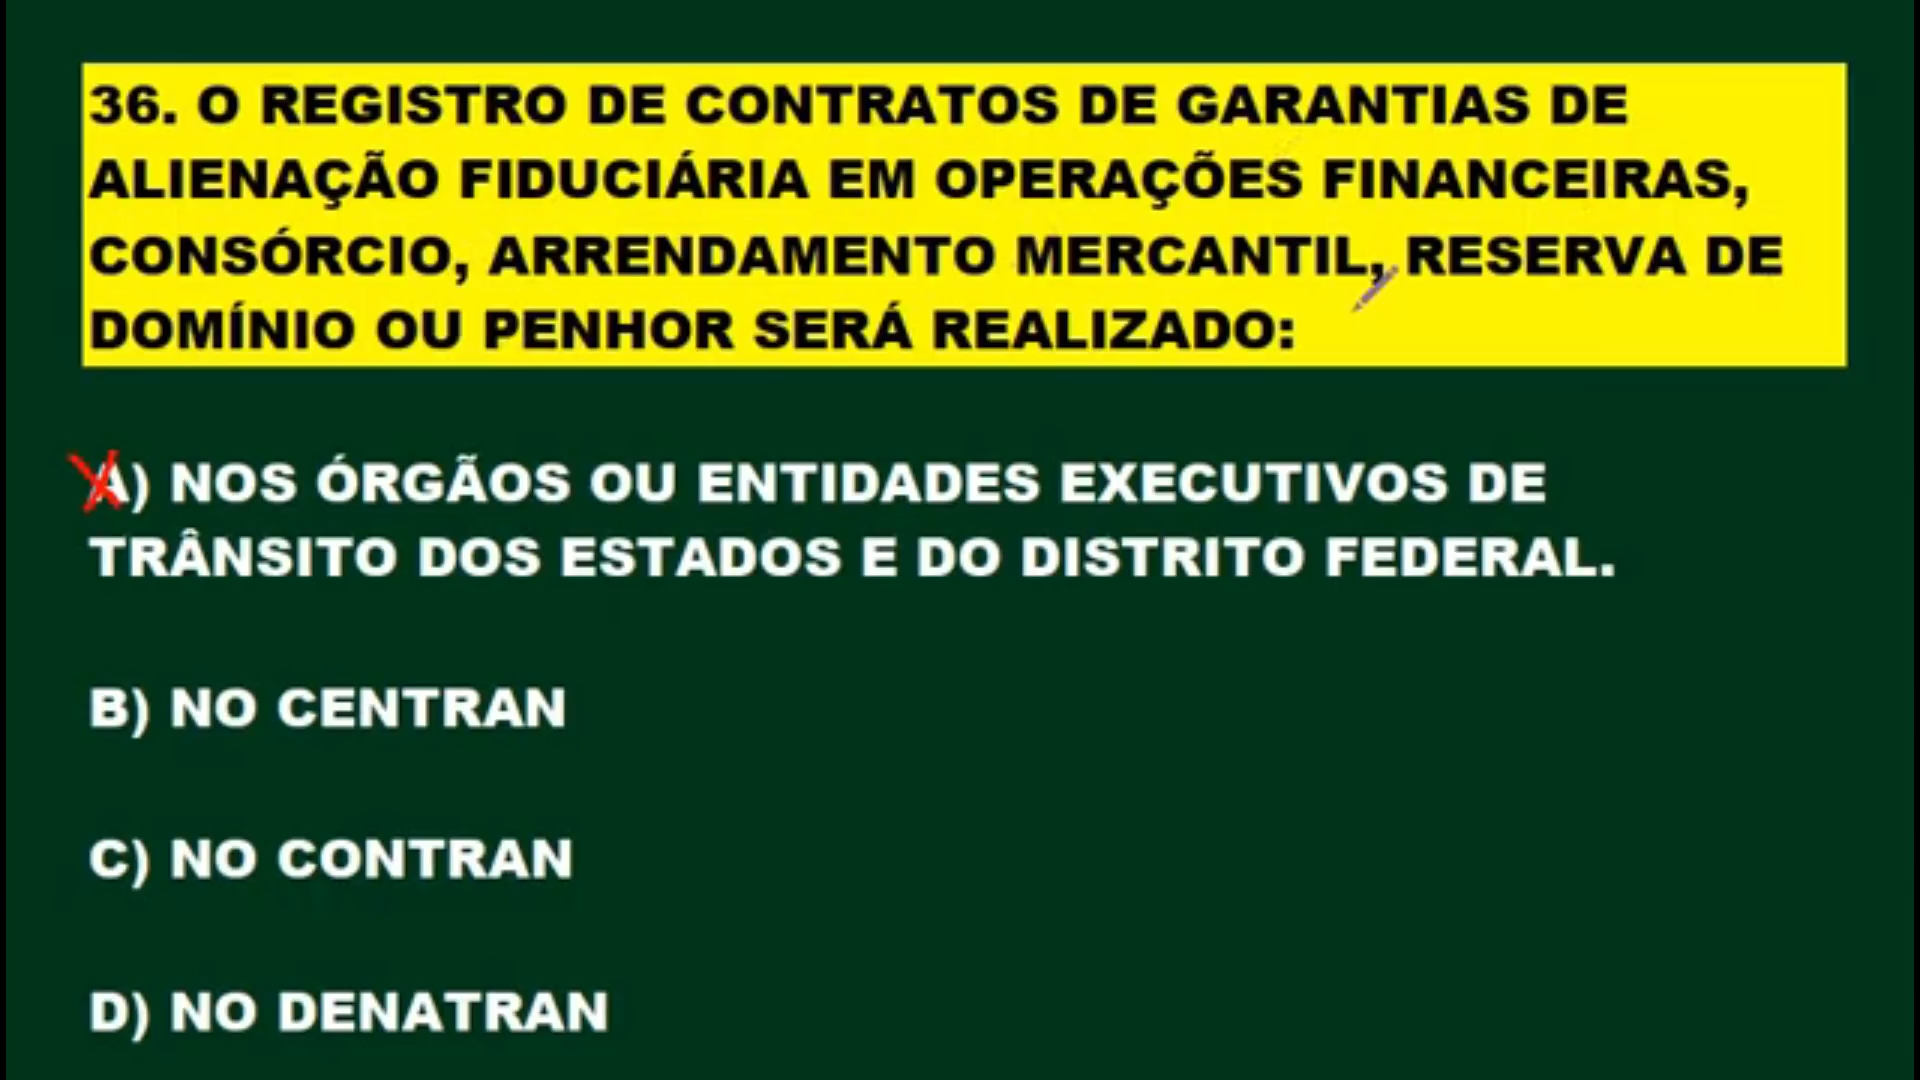 36. O REGISTRO DE CONTRATOS DE GARANTIAS DE
ALIENAÇÃO FIDUCIÁRIA EM OPERAÇÕES FINANCEIRAS,
CONSÓRCIO, ARRENDAMENTO MERCANTIL, RESERVA DE
DOMÍNIO OU PENHOR SERÁ REALIZADO:
A) NOS ÓRGÃOS OU ENTIDADES EXECUTIVOS DE
TRÂNSITO DOS ESTADOS E DO DISTRITO FEDERAL.
B) NO CENTRAN
C) NO CONTRAN
D) NO DENATRAN